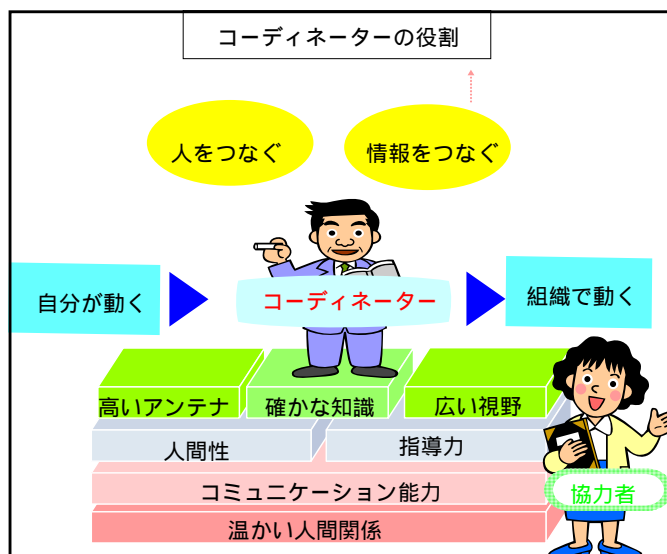 コーディネーターの役割
人をつなぐ
情報をつなぐ
自分が動く
コーディネーター
組織で動く
高いアンテナ
確かな知識
広い視野
人間性
指導力
コミュニケーション能力
協力者
温かい人間関係